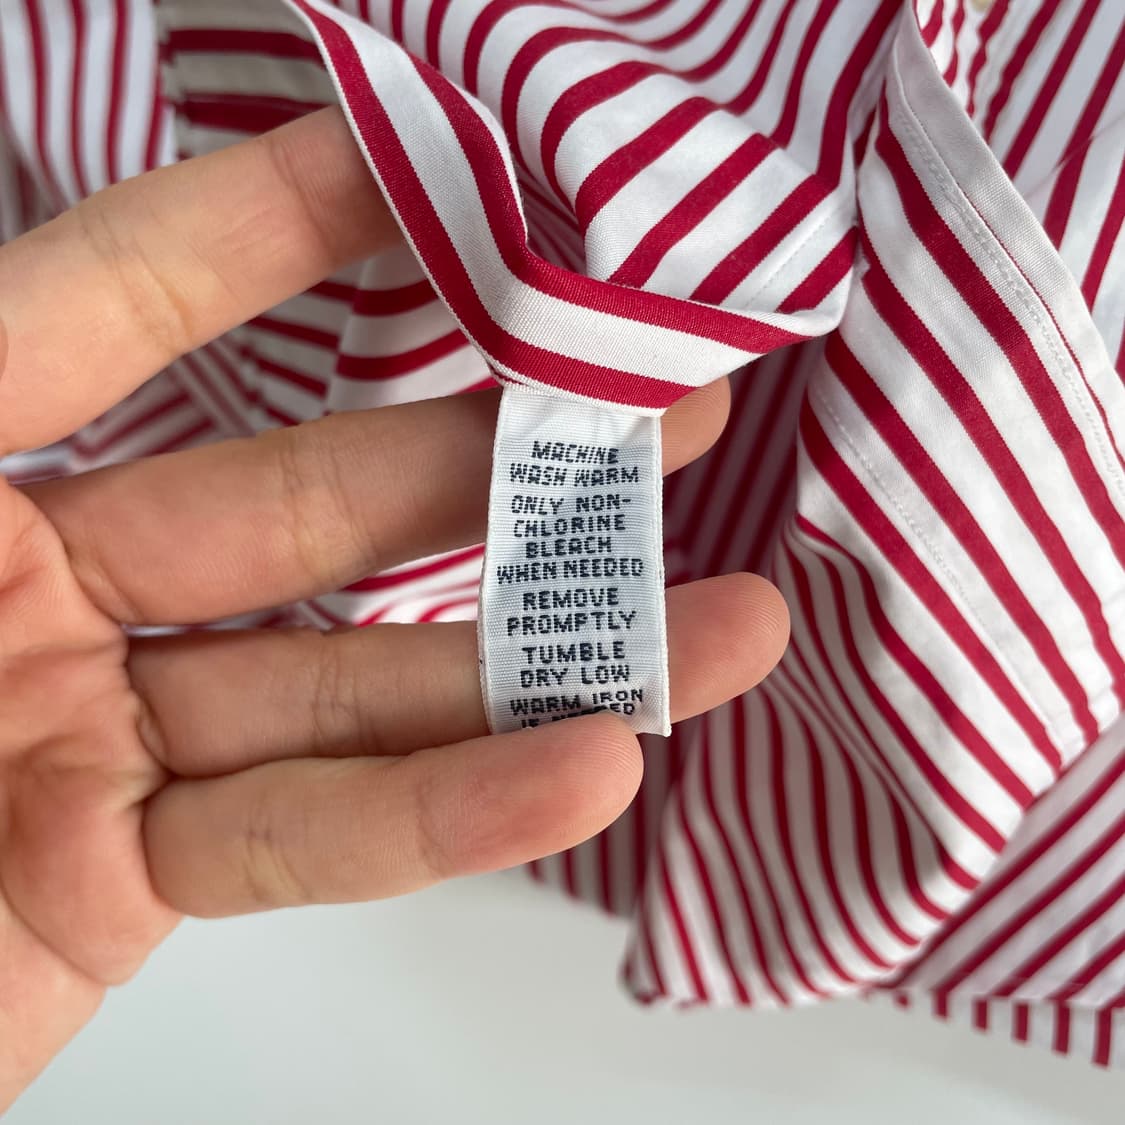 MACHINE
WASH WARM
ONLY NON-
CHLORINE
BLEACH
WHEN NEEDED
REMOVE
PROMPTLY
TUMBLE
DRY LOW
WARM IRON